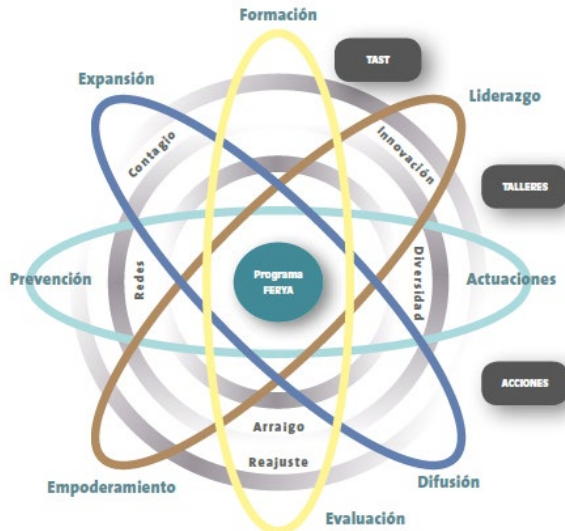 Formación
TAST
Expansión
Liderazgo
Contagio
Innovación
TALLERES
Prevención
Redes
Programa
FERYA
Diversidad
Actuaciones
ACCIONES
Arraigo
Reajuste
Empoderamiento
Difusión
Evaluación